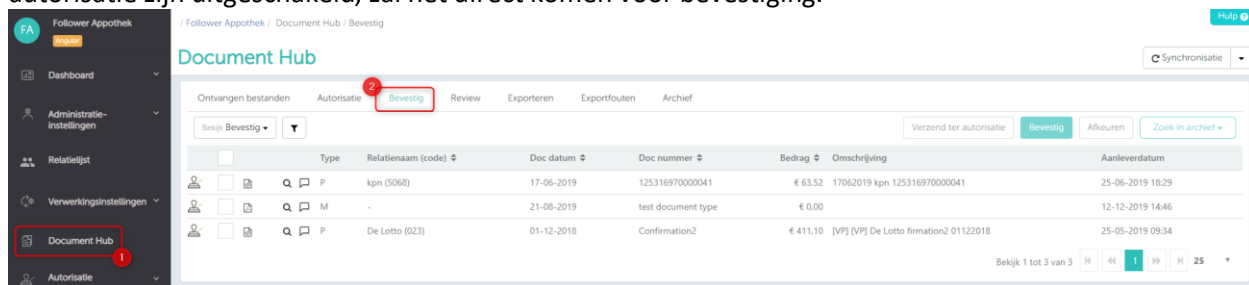 autorisatie zijn uitgeschakeld, zal het direct komen voor bevestiging.
FA
Follower Appothek
Angular
/ Follower Appothek / Document Hub / Bevestig
Hulp
Document Hub
Synchronisatie
Dashboard
2
Ontvangen bestanden Autorisatie Bevestig Review Exporteren Exportfouten Archief
Administratie-
instellingen
Bekijk Bevestig
Verzend ter autorisatie Bevestig Afkeuren Zoek in archief
Relatielijst
Type Relatienaam (code) Doc datum Doc nummer Bedrag Omschrijving Aanleverdatum
P kpn (5068) 17-06-2019 125316970000041 € 63,52 17062019 kpn 125316970000041 25-06-2019 18:29
Verwerkingsinstellingen
M - 21-08-2019 test document type € 0,00 12-12-2019 14:46
P De Lotto (023) 01-12-2018 Confirmation2 € 411,10 [VP] [VP] De Lotto firmation2 01122018 25-05-2019 09:34
Document Hub
1
Bekijk 1 tot 3 van 3 1 25
Autorisatie